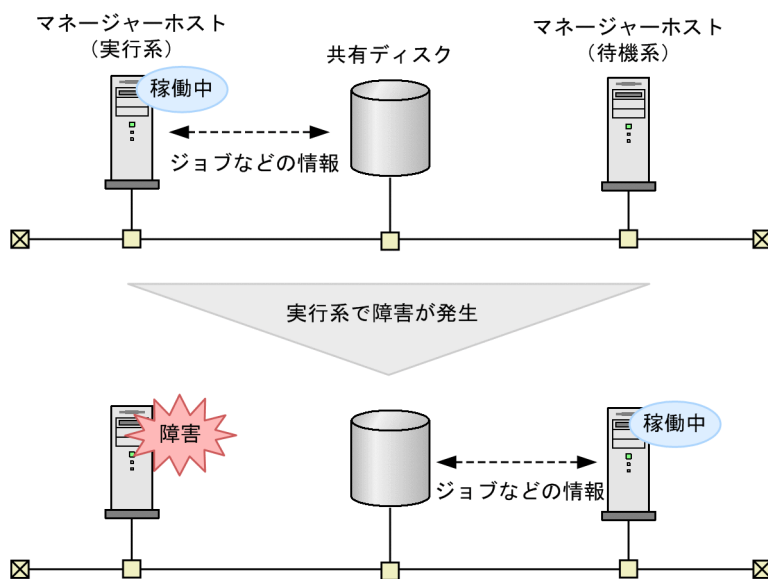 マネージャーホスト
（実行系）
共有ディスク
マネージャーホスト
（待機系）
稼働中
ジョブなどの情報
実行系で障害が発生
障害
稼働中
ジョブなどの情報